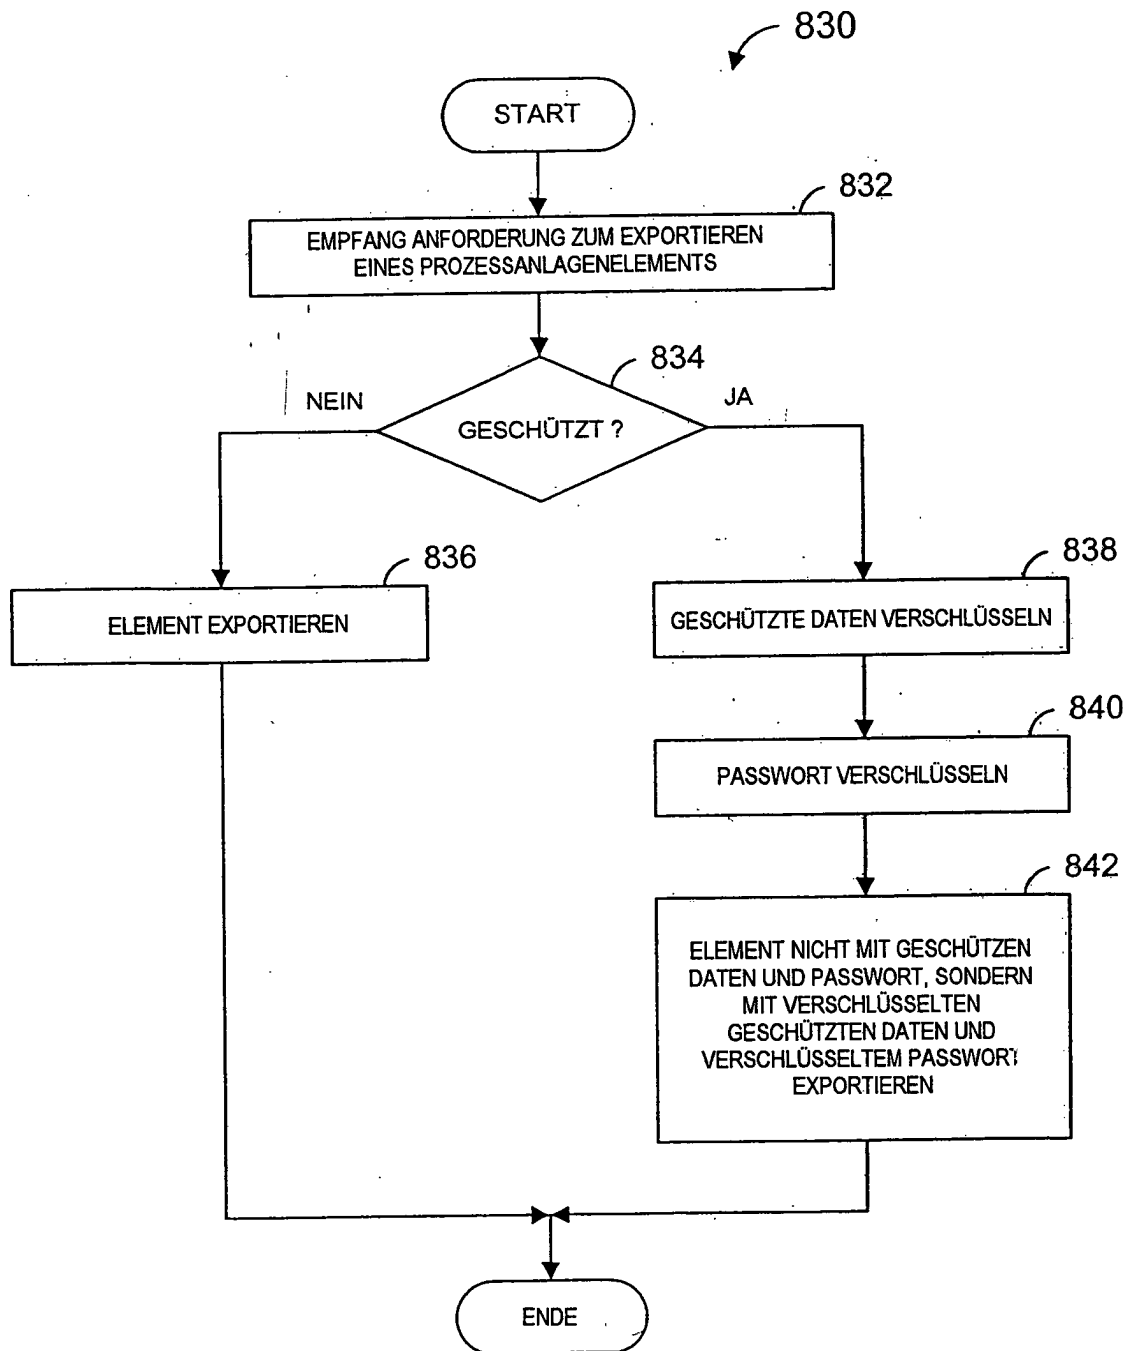 830
START
832
EMPFANG ANFORDERUNG ZUM EXPORTIEREN
EINES PROZESSANLAGENELEMENTS
834
NEIN
JA
GESCHÜTZT ?
836
ELEMENT EXPORTIEREN
838
GESCHÜTZTE DATEN VERSCHLÜSSELN
840
PASSWORT VERSCHLÜSSELN
842
ELEMENT NICHT MIT GESCHÜTZEN
DATEN UND PASSWORT, SONDERN
MIT VERSCHLÜSSELTEN
GESCHÜTZTEN DATEN UND
VERSCHLÜSSELTEM PASSWORT
EXPORTIEREN
ENDE